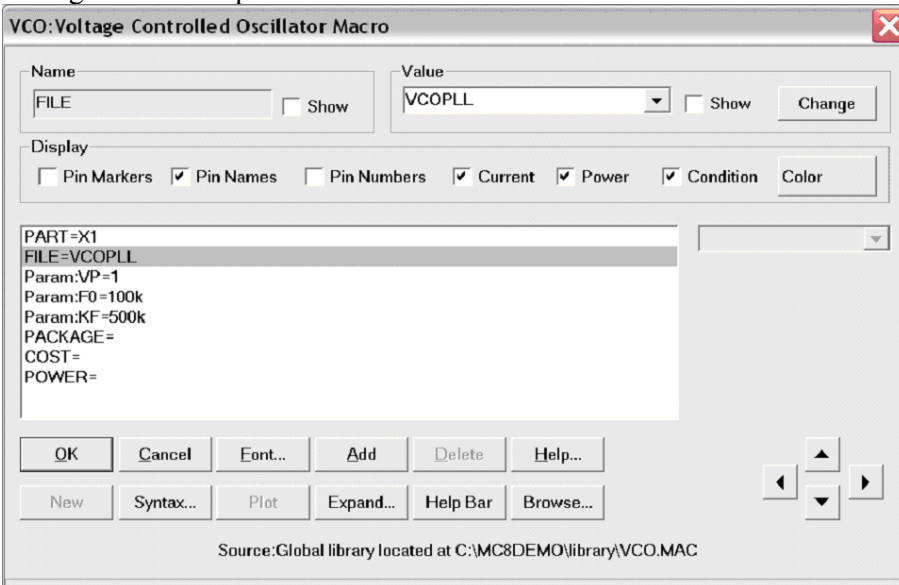 VCO:Voltage Controlled Oscillator Macro
Name
Value
FILE
Show
VCOPLL
Show
Change
Display
Pin Markers Pin Names Pin Numbers Current Power Condition Color
PART=X1
FILE=VCOPLL
Param:VP=1
Param:F0=100k
Param:KF=500k
PACKAGE=
COST=
POWER=
OK Cancel Font... Add Delete Help...
New Syntax... Plot Expand... Help Bar Browse...
Source:Global library located at C:\MC8DEMO\library\VCO.MAC